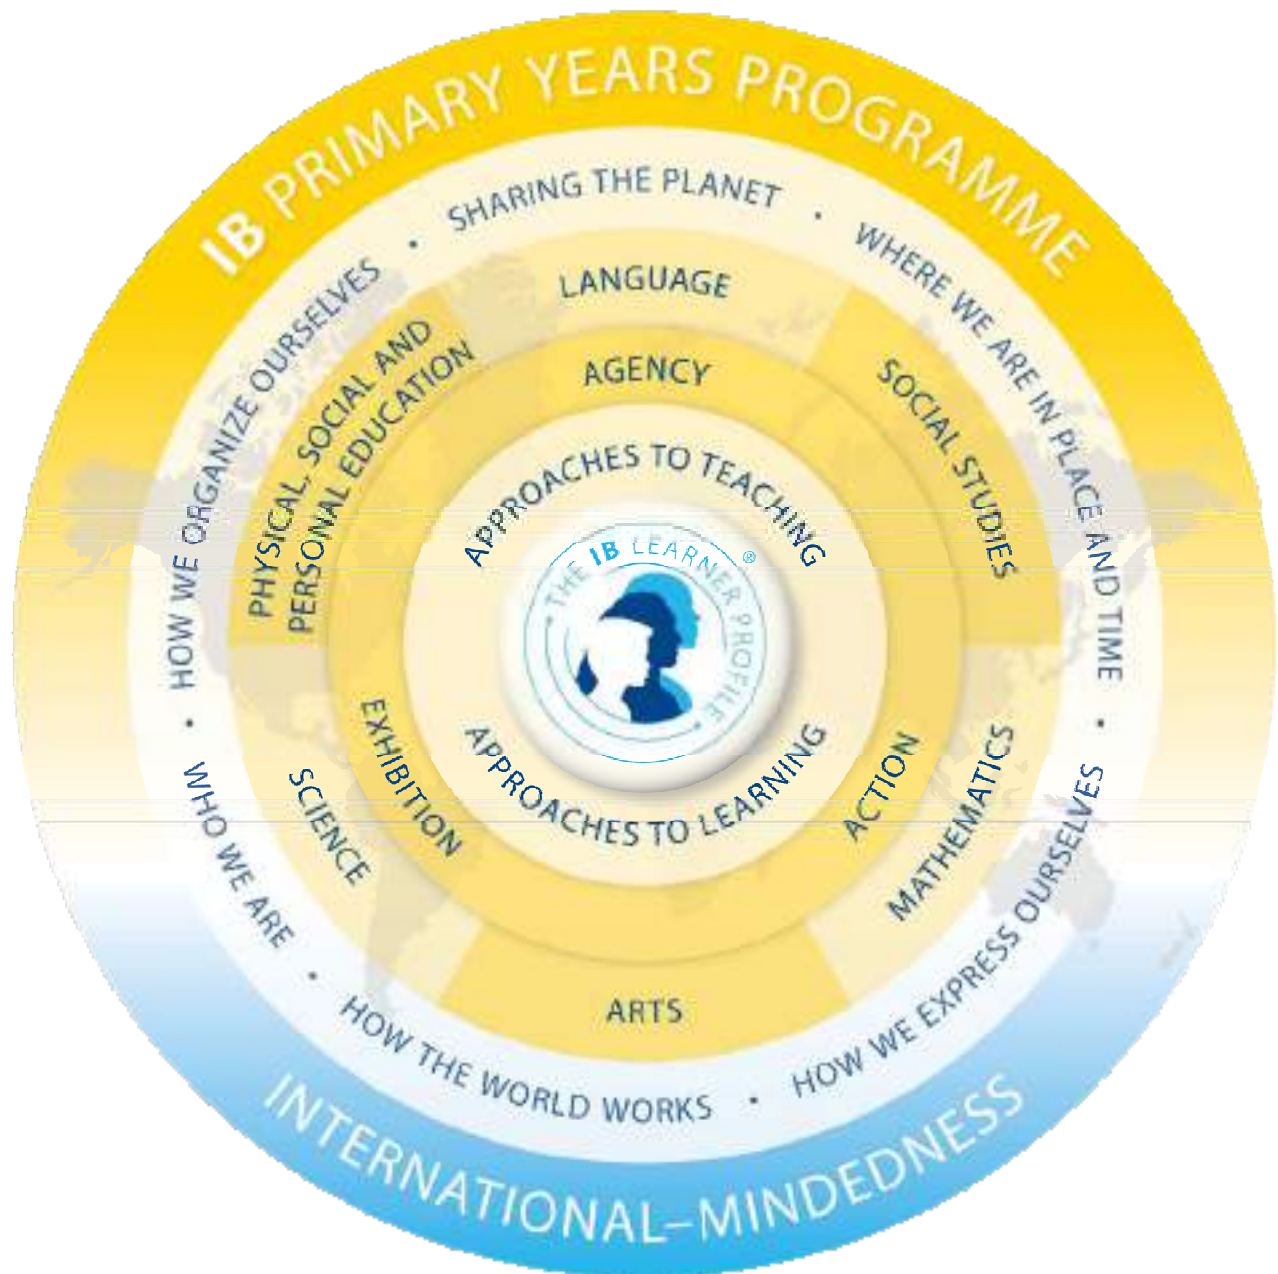 IB PRIMARY YEARS PROGRAMME
SHARING THE PLANET
•
WHERE WE ARE IN PLACE AND TIME
•
HOW WE EXPRESS OURSELVES
•
HOW THE WORLD WORKS
•
WHO WE ARE
•
HOW WE ORGANIZE OURSELVES
•
LANGUAGE
SOCIAL STUDIES
MATHEMATICS
ARTS
SCIENCE
PHYSICAL, SOCIAL AND
PERSONAL EDUCATION
AGENCY
ACTION
EXHIBITION
APPROACHES TO TEACHING
APPROACHES TO LEARNING
• THE IB LEARNER PROFILE •
®
INTERNATIONAL–MINDEDNESS